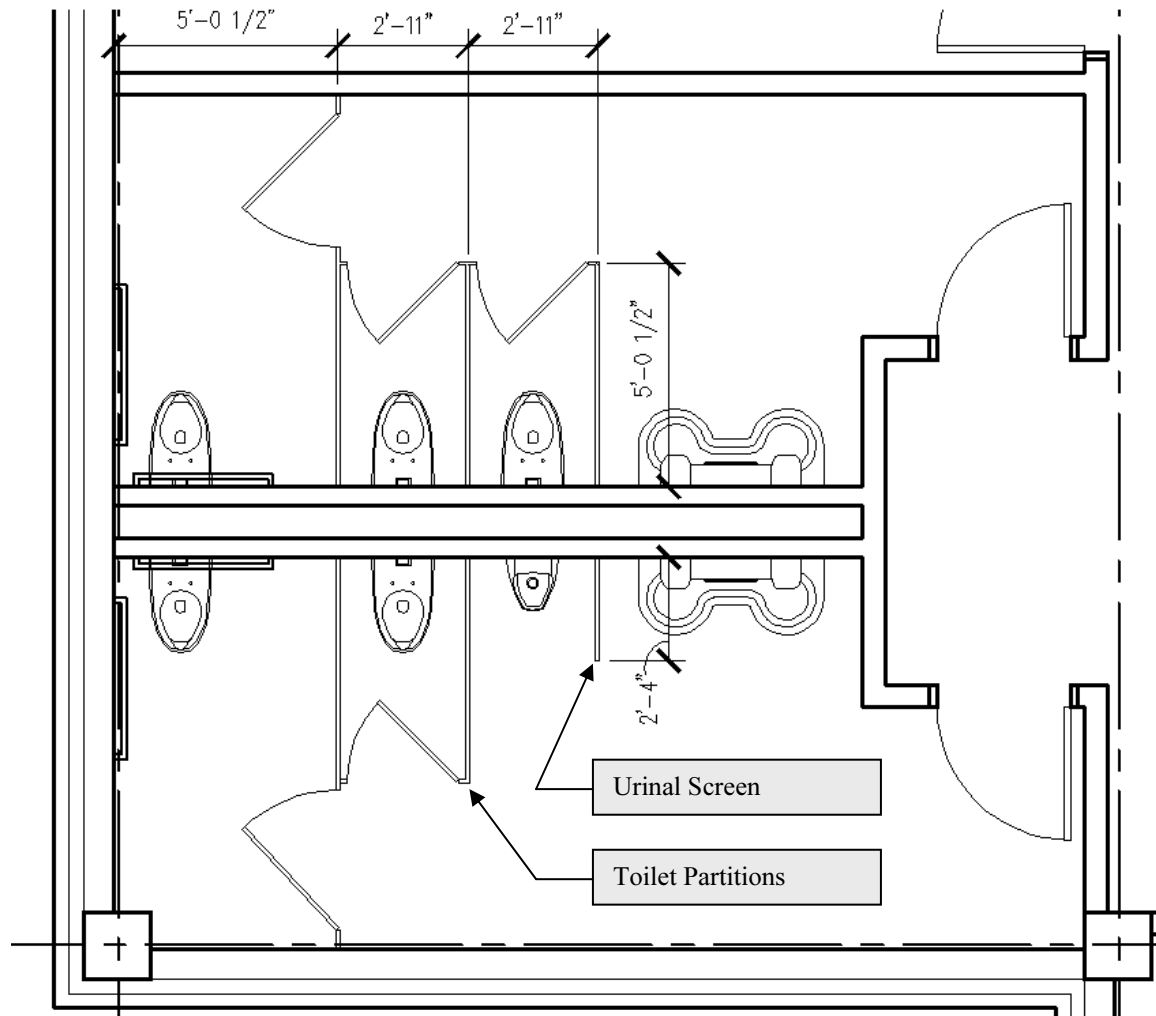 5'-0 1/2" 2'-11" 2'-11"
5'-0 1/2"
2'-4"
Urinal Screen
Toilet Partitions